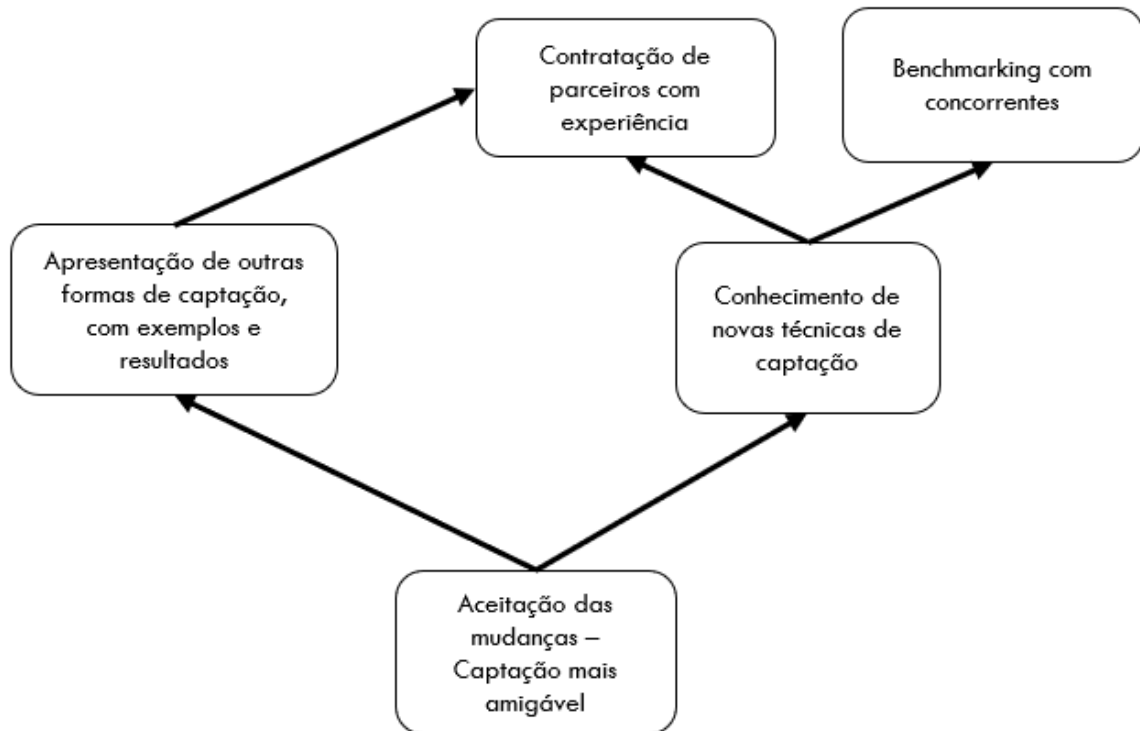 Contratação de
parceiros com
experiência
Benchmarking com
concorrentes
Apresentação de outras
formas de captação,
com exemplos e
resultados
Conhecimento de
novas técnicas de
captação
Aceitação das
mudanças –
Captação mais
amigável